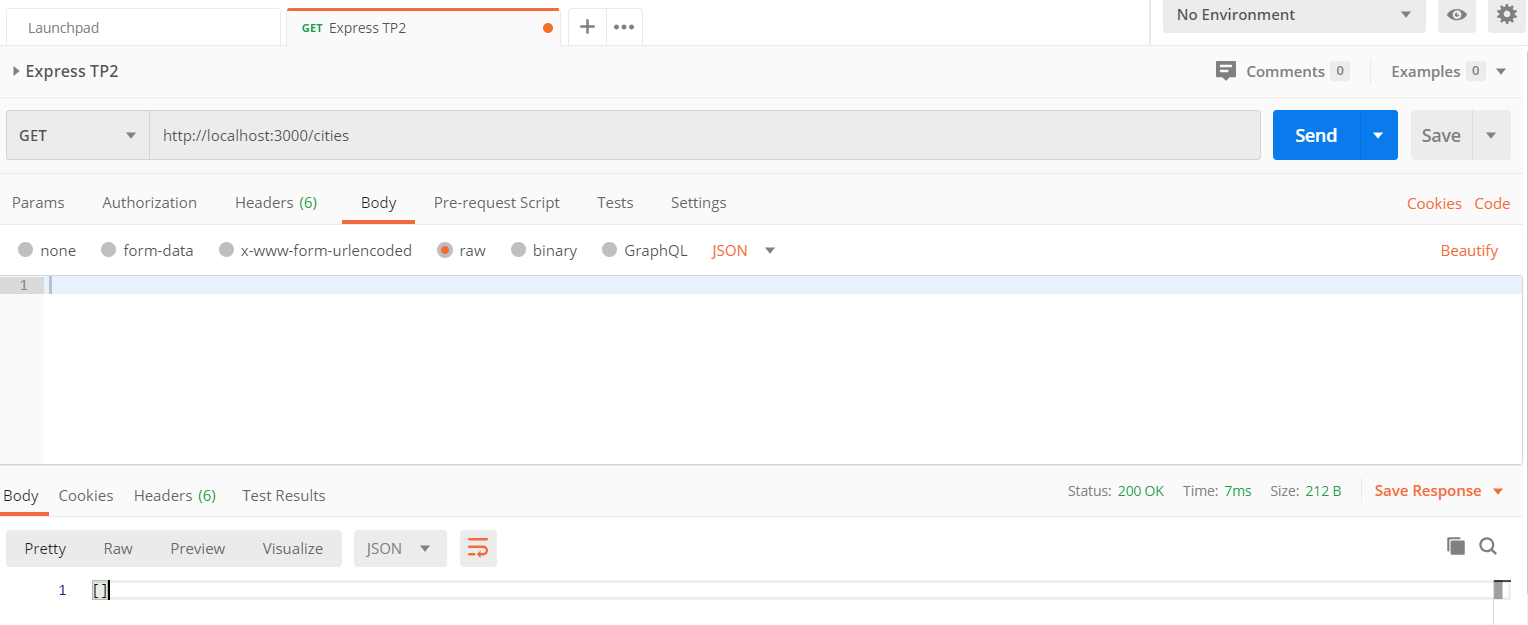 Launchpad GET Express TP2 No Environment
Express TP2 Comments 0 Examples 0
GET http://localhost:3000/cities Send Save
Params Authorization Headers (6) Body Pre-request Script Tests Settings Cookies Code
none form-data x-www-form-urlencoded raw binary GraphQL JSON Beautify
1
Body Cookies Headers (6) Test Results Status: 200 OK Time: 7ms Size: 212 B Save Response
Pretty Raw Preview Visualize JSON
1 []